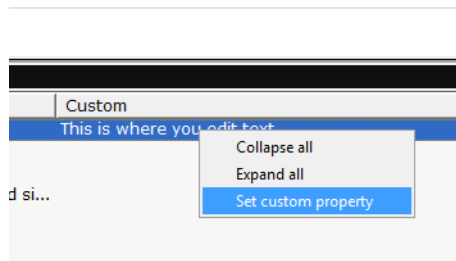 Custom
This is where you edit text
Collapse all
Expand all
d si...
Set custom property